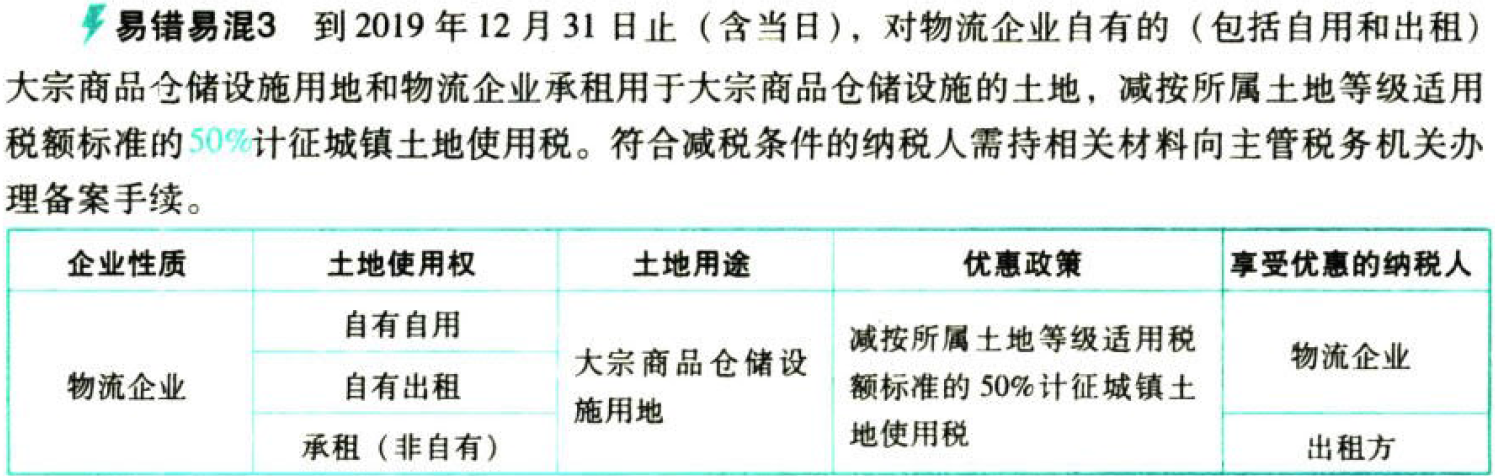 易错易混3 到2019年12月31日止（含当日），对物流企业自有的（包括自用和出租）
大宗商品仓储设施用地和物流企业承租用于大宗商品仓储设施的土地，减按所属土地等级适用
税额标准的50%计征城镇土地使用税。符合减税条件的纳税人需持相关材料向主管税务机关办
理备案手续。
企业性质 土地使用权 土地用途 优惠政策 享受优惠的纳税人
物流企业
自有自用
自有出租
承租（非自有）
大宗商品仓储设
施用地
减按所属土地等级适用税
额标准的50%计征城镇土
地使用税
物流企业
出租方